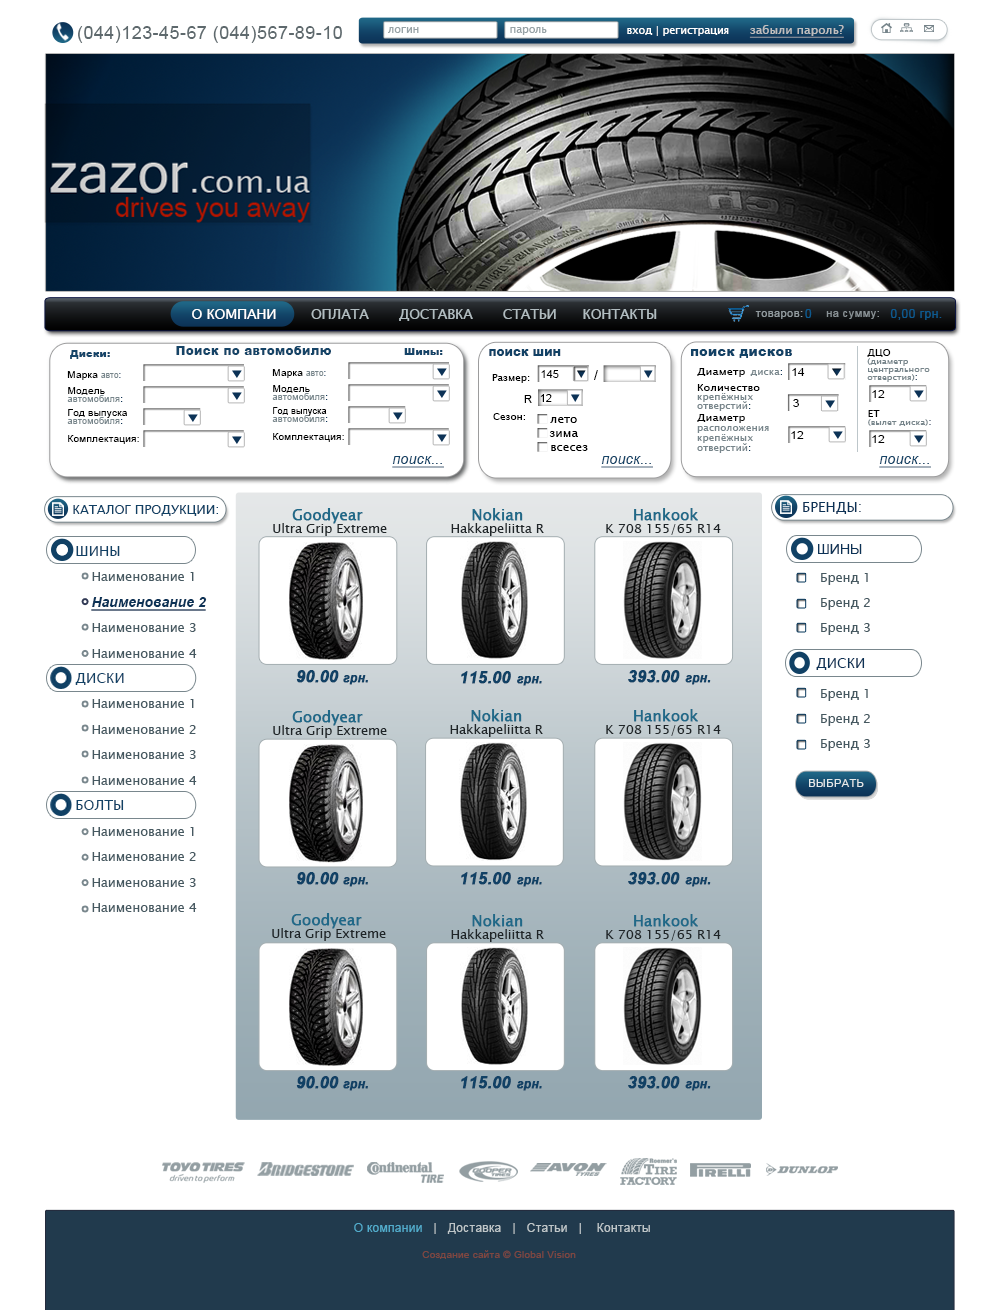 (044)123-45-67 (044)567-89-10
логин
пароль
вход | регистрация
забыли пароль?
zazor.com.ua
drives you away
g-Force
О КОМПАНИ
ОПЛАТА
ДОСТАВКА
СТАТЬИ
КОНТАКТЫ
товаров:0
на сумму: 0,00 грн.
Диски:
Поиск по автомобилю
Шины:
Марка авто:
Модель автомобиля:
Год выпуска автомобиля:
Комплектация:
Марка авто:
Модель автомобиля:
Год выпуска автомобиля:
Комплектация:
поиск...
поиск шин
Размер: 145 /
R 12
Сезон:
лето
зима
всесез
поиск...
поиск дисков
Диаметр диска: 14
Количество крепёжных отверстий: 3
Диаметр расположения крепёжных отверстий: 12
ДЦО
(диаметр центрального отверстия):
12
ET
(вылет диска):
12
поиск...
КАТАЛОГ ПРОДУКЦИИ:
ШИНЫ
Наименование 1
Наименование 2
Наименование 3
Наименование 4
ДИСКИ
Наименование 1
Наименование 2
Наименование 3
Наименование 4
БОЛТЫ
Наименование 1
Наименование 2
Наименование 3
Наименование 4
Goodyear
Ultra Grip Extreme
90.00 грн.
Nokian
Hakkapeliitta R
115.00 грн.
Hankook
K 708 155/65 R14
393.00 грн.
Goodyear
Ultra Grip Extreme
90.00 грн.
Nokian
Hakkapeliitta R
115.00 грн.
Hankook
K 708 155/65 R14
393.00 грн.
Goodyear
Ultra Grip Extreme
90.00 грн.
Nokian
Hakkapeliitta R
115.00 грн.
Hankook
K 708 155/65 R14
393.00 грн.
БРЕНДЫ:
ШИНЫ
Бренд 1
Бренд 2
Бренд 3
ДИСКИ
Бренд 1
Бренд 2
Бренд 3
ВЫБРАТЬ
TOYO TIRES
driven to perform
BRIDGESTONE
Continental TIRE
COOPER TIRES
AVON TYRES
TIRE FACTORY
PIRELLI
DUNLOP
О компании | Доставка | Статьи | Контакты
Создание сайта © Global Vision